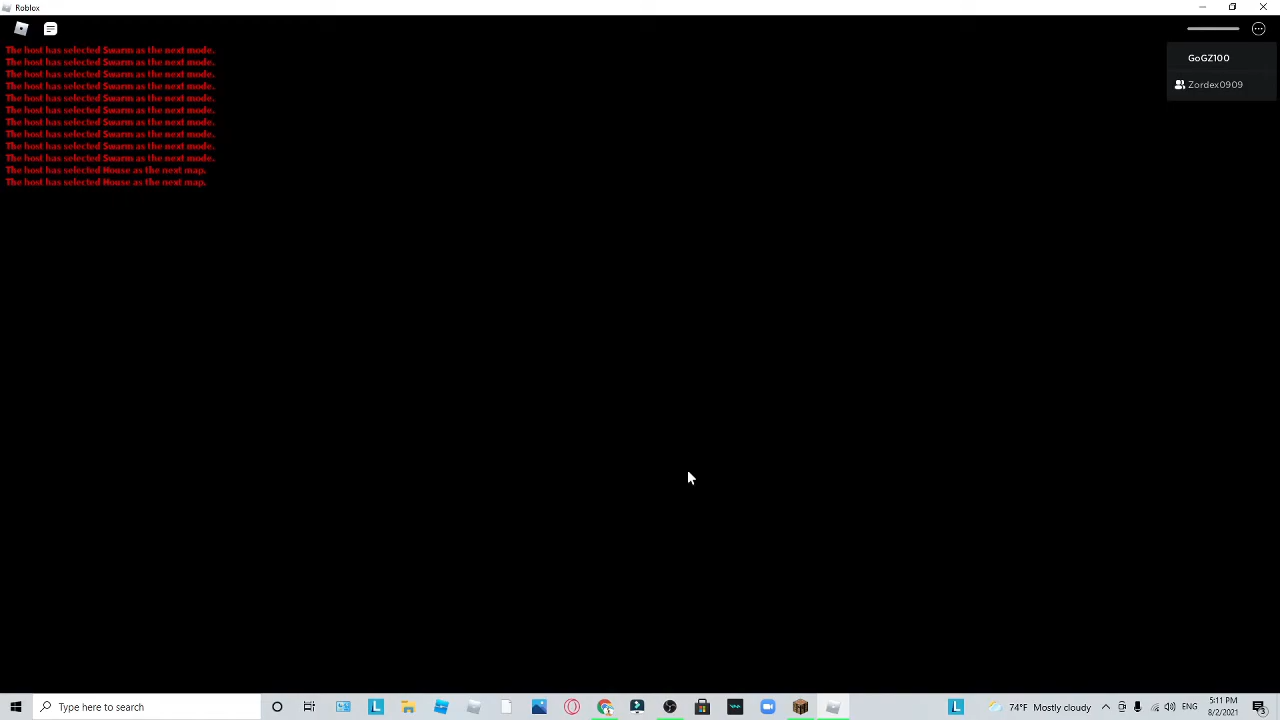 Roblox
GoGZ100
Zordex0909
The host has selected Swarm as the next mode.
The host has selected Swarm as the next mode.
The host has selected Swarm as the next mode.
The host has selected Swarm as the next mode.
The host has selected Swarm as the next mode.
The host has selected Swarm as the next mode.
The host has selected Swarm as the next mode.
The host has selected Swarm as the next mode.
The host has selected Swarm as the next mode.
The host has selected Swarm as the next mode.
The host has selected House as the next map.
The host has selected House as the next map.
Type here to search
L
L
74°F Mostly cloudy
ENG
5:11 PM
8/2/2021